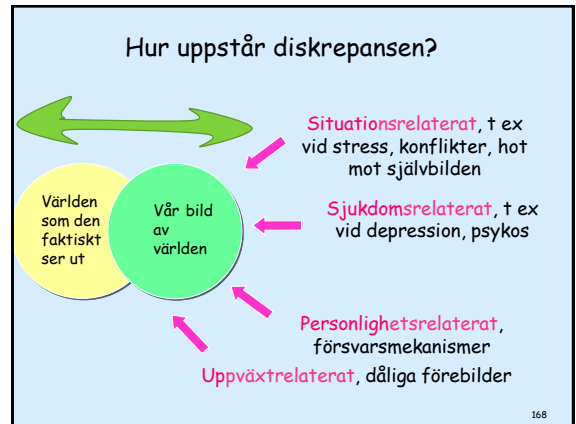 Hur uppstår diskrepansen?
Situationsrelaterat, t ex
vid stress, konflikter, hot
mot självbilden
Världen
som den
faktiskt
ser ut
Vår bild
av
världen
Sjukdomsrelaterat, t ex
vid depression, psykos
Personlighetsrelaterat,
försvarsmekanismer
Uppväxtrelaterat, dåliga förebilder
168